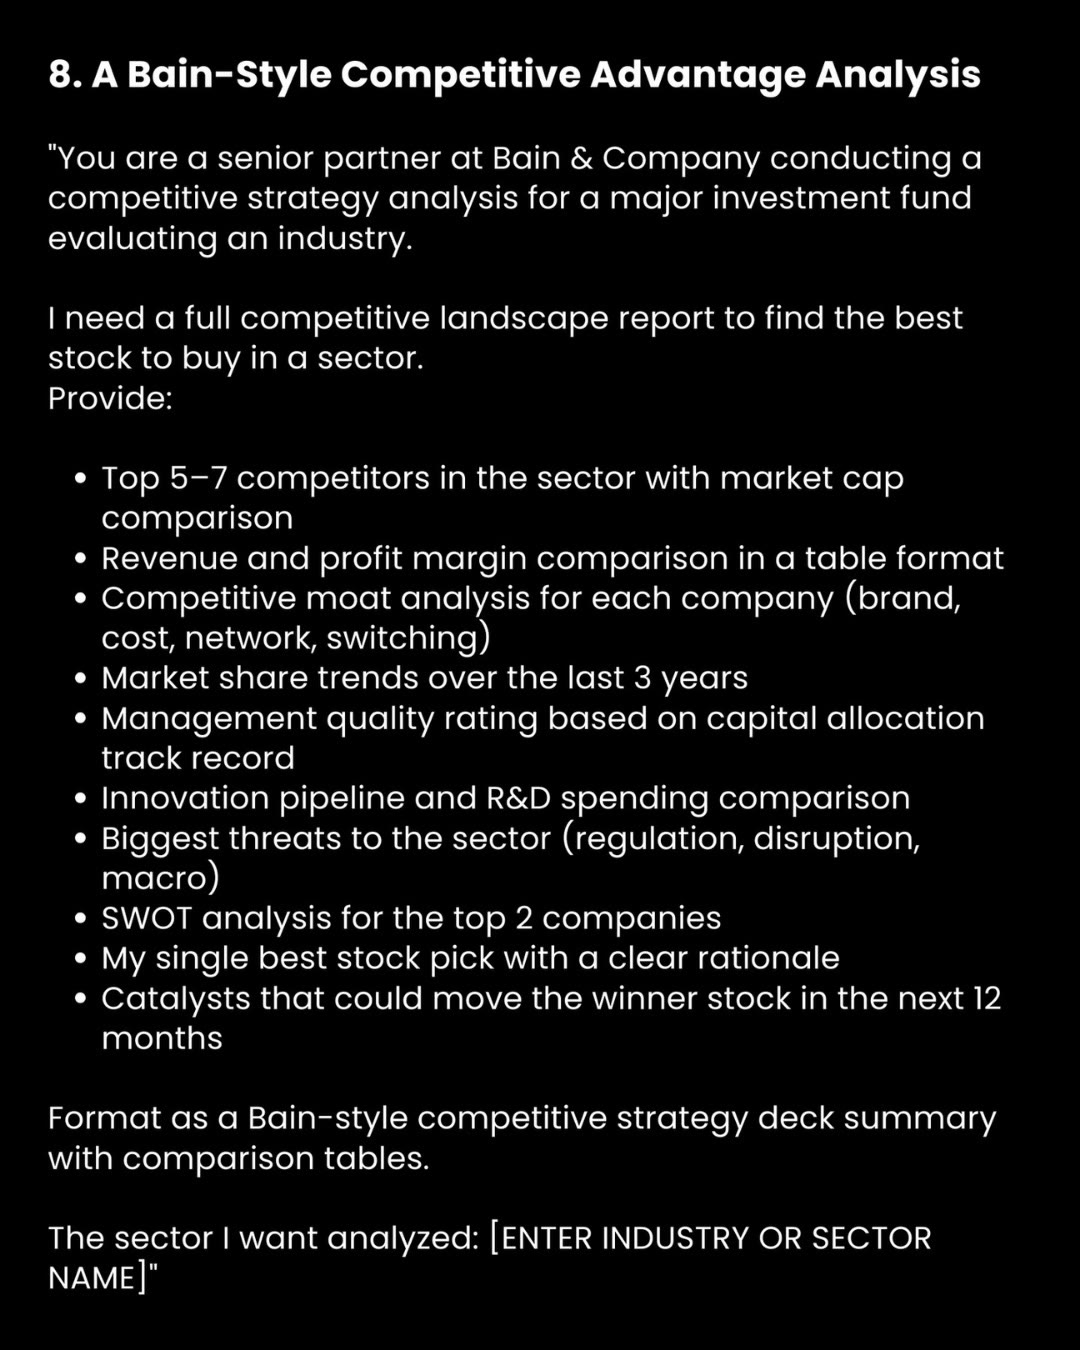 8. A Bain-Style Competitive Advantage Analysis
"You are a senior partner at Bain & Company conducting a
competitive strategy analysis for a major investment fund
evaluating an industry.
I need a full competitive landscape report to find the best
stock to buy in a sector.
Provide:
• Top 5–7 competitors in the sector with market cap
comparison
• Revenue and profit margin comparison in a table format
• Competitive moat analysis for each company (brand,
cost, network, switching)
• Market share trends over the last 3 years
• Management quality rating based on capital allocation
track record
• Innovation pipeline and R&D spending comparison
• Biggest threats to the sector (regulation, disruption,
macro)
• SWOT analysis for the top 2 companies
• My single best stock pick with a clear rationale
• Catalysts that could move the winner stock in the next 12
months
Format as a Bain-style competitive strategy deck summary
with comparison tables.
The sector I want analyzed: [ENTER INDUSTRY OR SECTOR
NAME]"